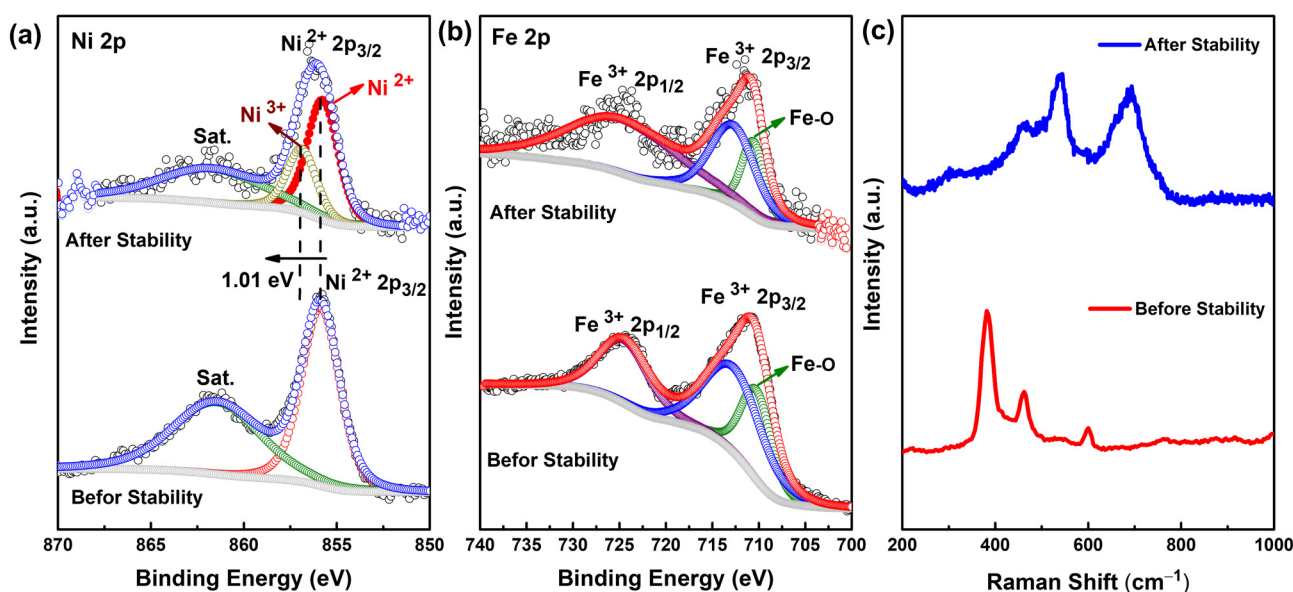 (a)
Ni 2p
Ni 2+ 2p3/2
Ni 2+
Ni 3+
Sat.
After Stability
1.01 eV
Ni 2+ 2p3/2
Sat.
Befor Stability
Intensity (a.u.)
870 865 860 855 850
Binding Energy (eV)
(b)
Fe 2p
Fe 3+ 2p3/2
Fe 3+ 2p1/2
Fe-O
After Stability
Fe 3+ 2p3/2
Fe 3+ 2p1/2
Fe-O
Befor Stability
Intensity (a.u.)
740 735 730 725 720 715 710 705 700
Binding Energy (eV)
(c)
After Stability
Before Stability
Intensity (a.u.)
200 400 600 800 1000
Raman Shift (cm−1)